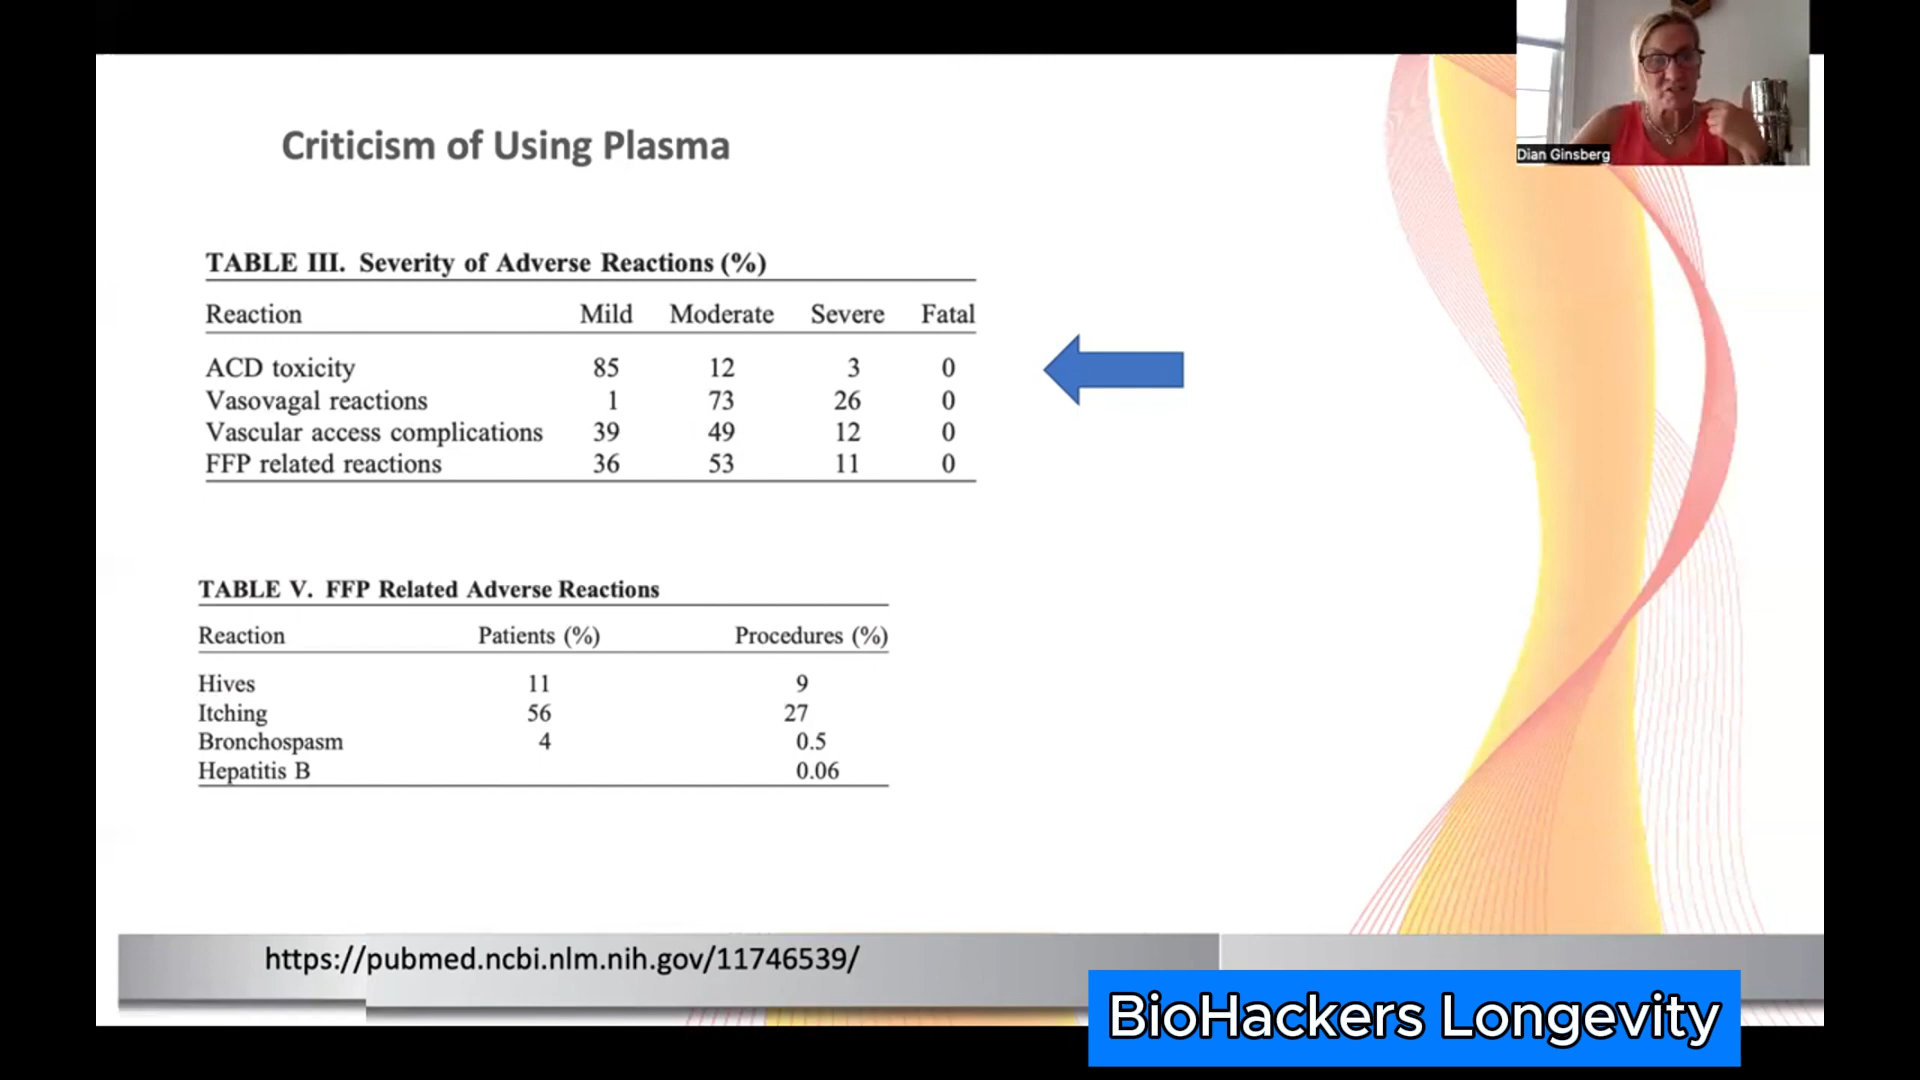 Dian Ginsberg
Criticism of Using Plasma
TABLE III. Severity of Adverse Reactions (%)
Reaction Mild Moderate Severe Fatal
ACD toxicity 85 12 3 0
Vasovagal reactions 1 73 26 0
Vascular access complications 39 49 12 0
FFP related reactions 36 53 11 0
TABLE V. FFP Related Adverse Reactions
Reaction Patients (%) Procedures (%)
Hives 11 9
Itching 56 27
Bronchospasm 4 0.5
Hepatitis B 0.06
https://pubmed.ncbi.nlm.nih.gov/11746539/
BioHackers Longevity